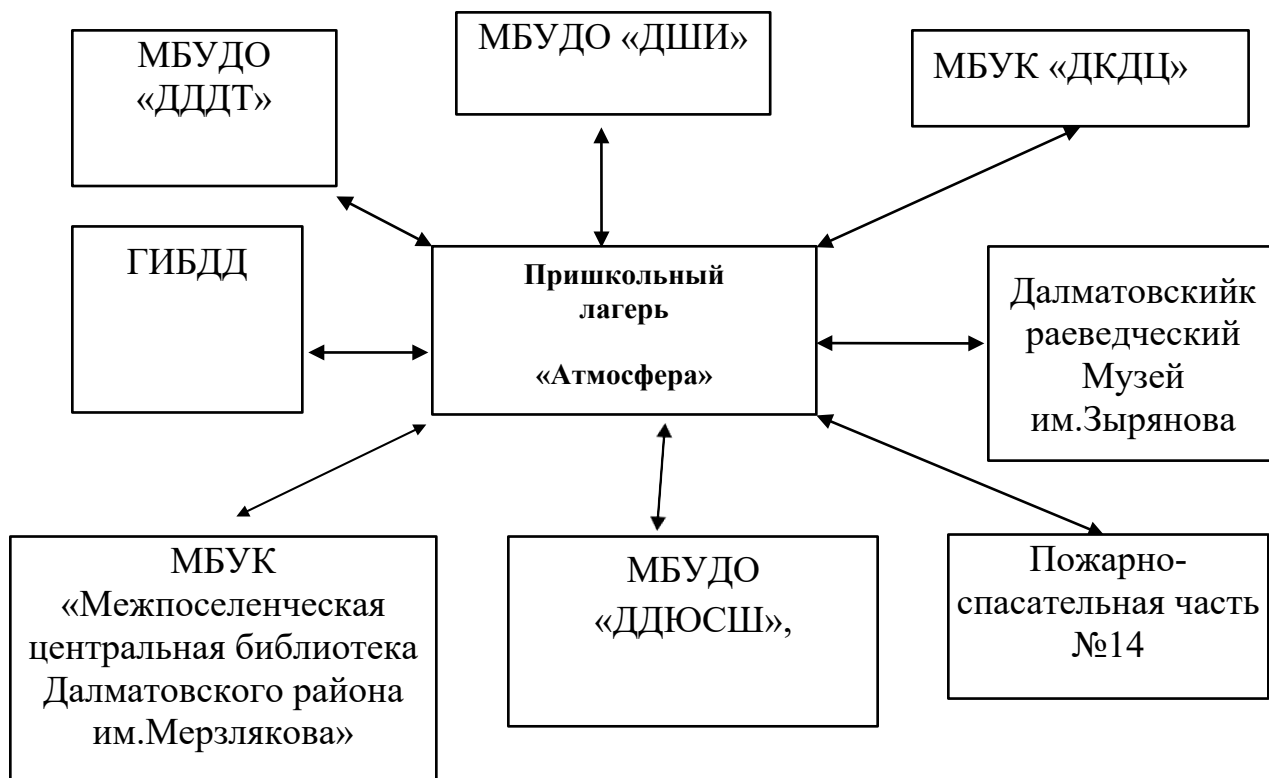 МБУДО
«ДДДТ»
МБУДО «ДШИ»
МБУК «ДКДЦ»
ГИБДД
Пришкольный
лагерь
«Атмосфера»
Далматовскийк
раеведческий
Музей
им.Зырянова
МБУК
«Межпоселенческая
центральная библиотека
Далматовского района
им.Мерзлякова»
МБУДО
«ДДЮСШ»,
Пожарно-
спасательная часть
№14